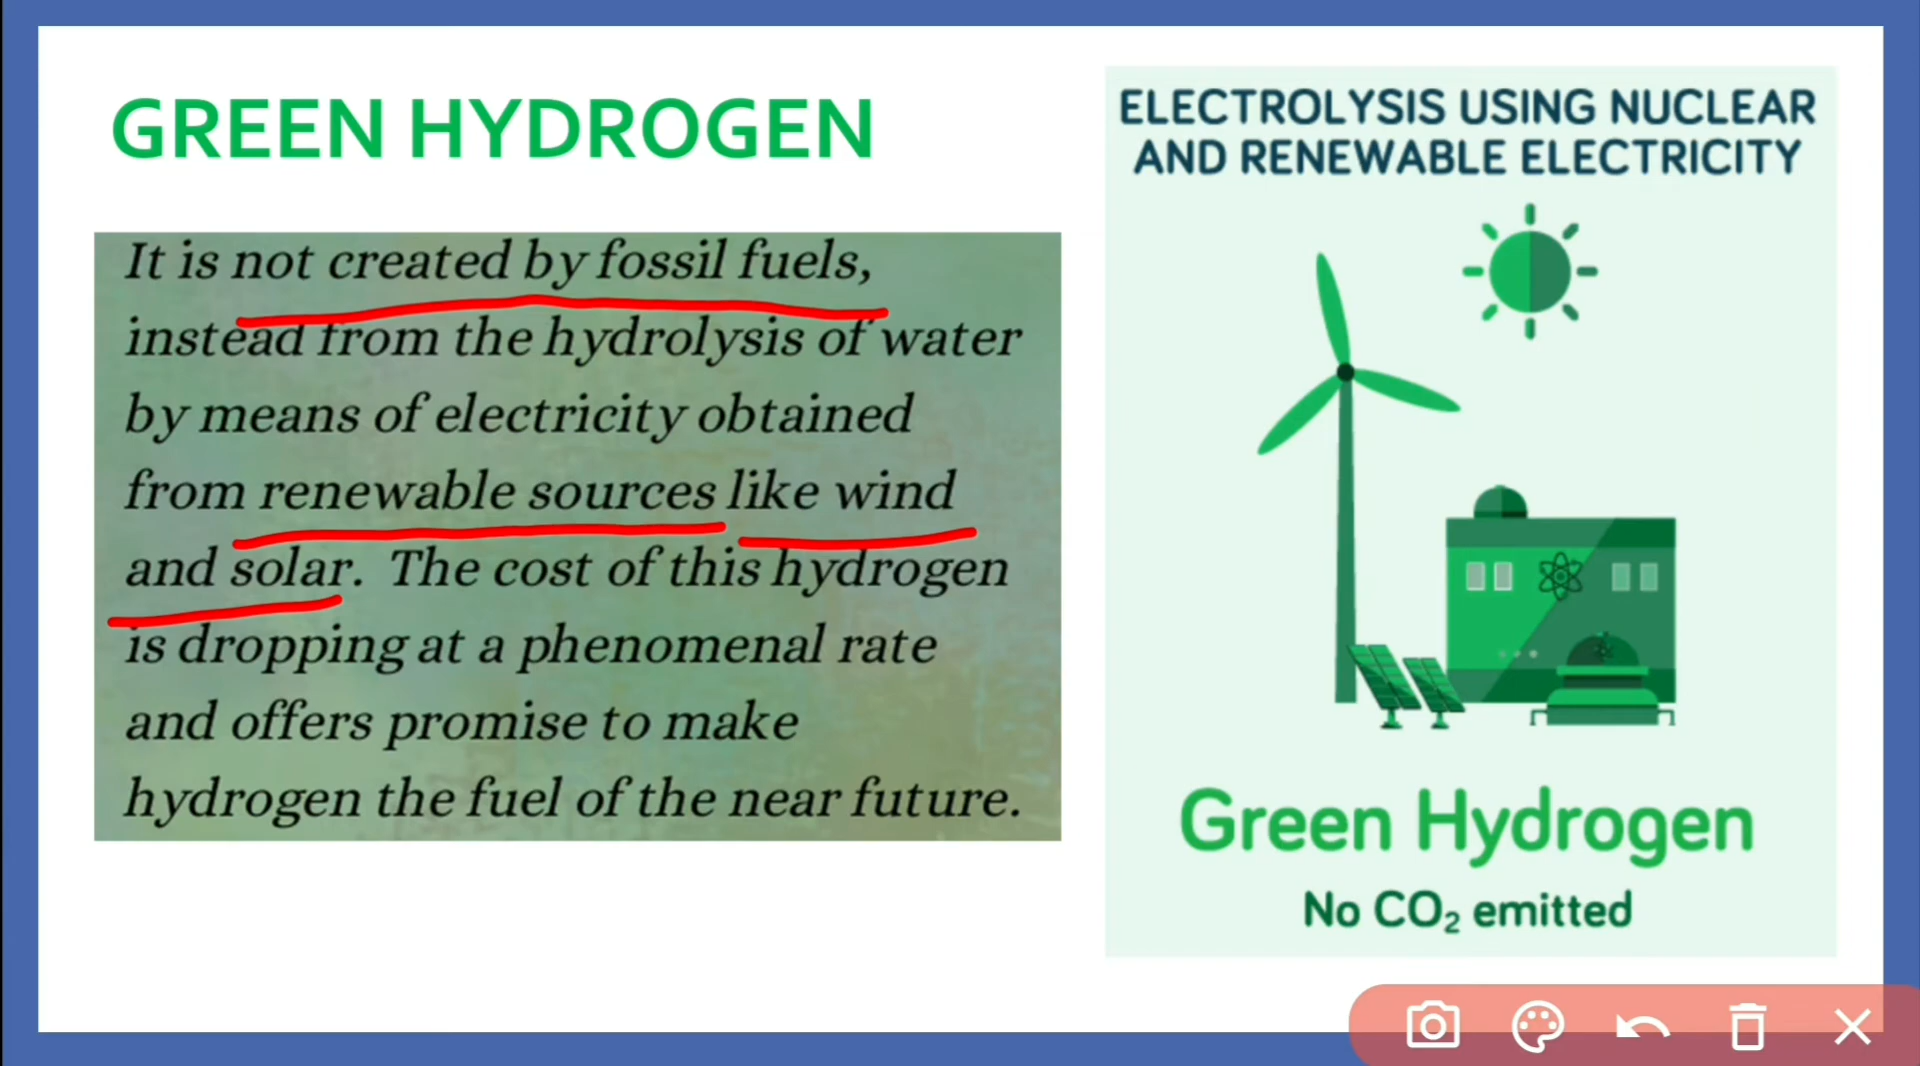 GREEN HYDROGEN
It is not created by fossil fuels,
instead from the hydrolysis of water
by means of electricity obtained
from renewable sources like wind
and solar. The cost of this hydrogen
is dropping at a phenomenal rate
and offers promise to make
hydrogen the fuel of the near future.
ELECTROLYSIS USING NUCLEAR
AND RENEWABLE ELECTRICITY
Green Hydrogen
No CO₂ emitted